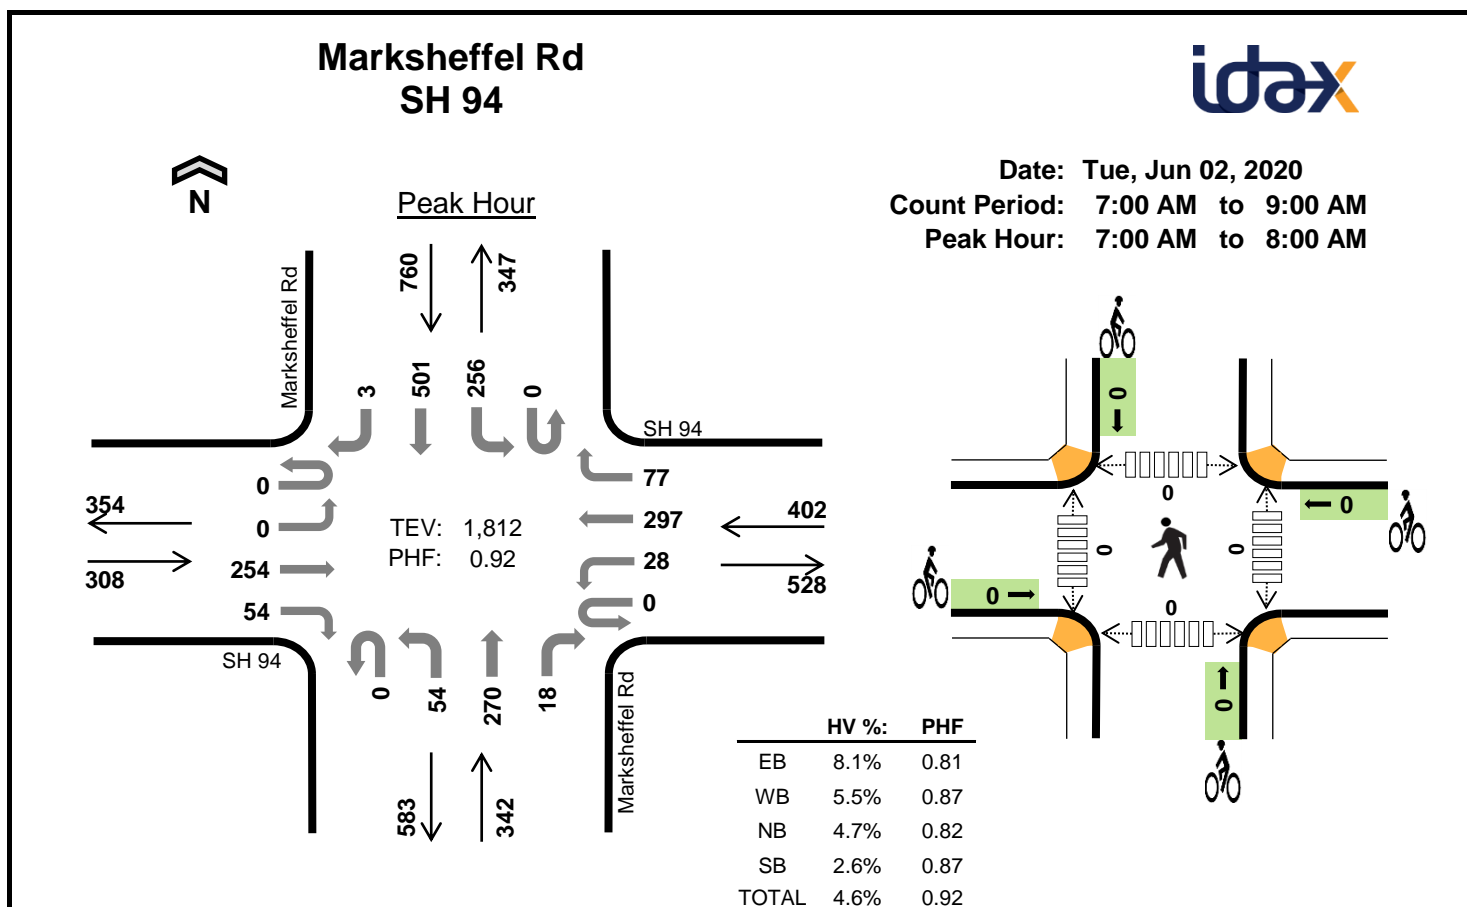 Marksheffel Rd
SH 94
idax
Date: Tue, Jun 02, 2020
Count Period: 7:00 AM to 9:00 AM
Peak Hour: 7:00 AM to 8:00 AM
N
Peak Hour
760
347
Marksheffel Rd
3
501
256
0
SH 94
0
77
354
0
TEV: 1,812
297
402
308
254
PHF: 0.92
28
528
54
0
SH 94
0
54
270
18
Marksheffel Rd
583
342
0
0
0
0
0
0
0
0
HV %: PHF
EB 8.1% 0.81
WB 5.5% 0.87
NB 4.7% 0.82
SB 2.6% 0.87
TOTAL 4.6% 0.92